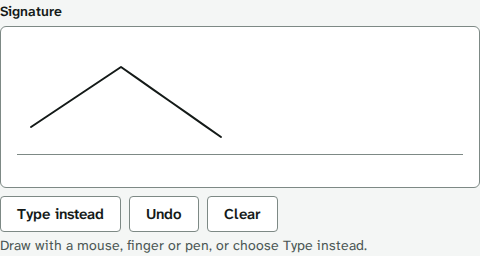 Signature
Type instead Undo Clear
Draw with a mouse, finger or pen, or choose Type instead.